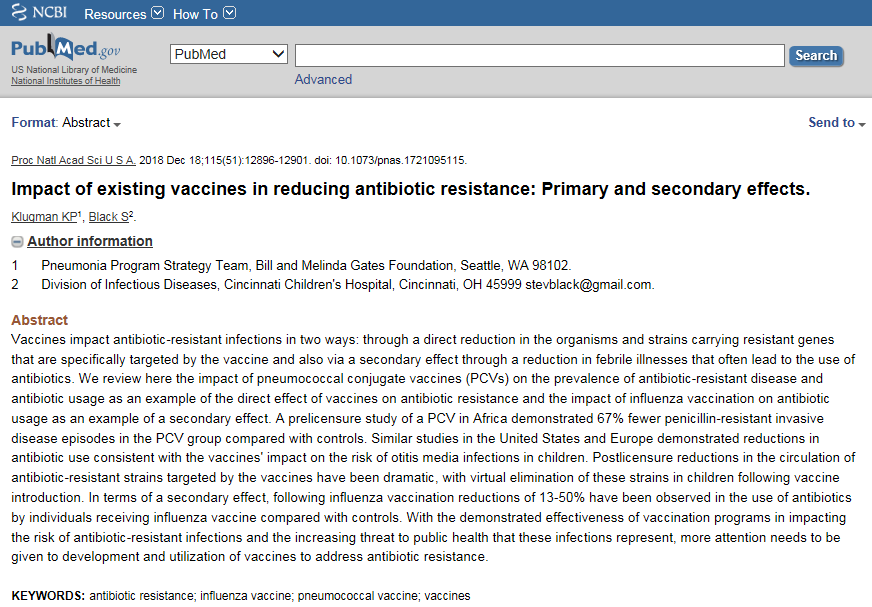 NCBI Resources How To
PubMed.gov
US National Library of Medicine
National Institutes of Health
PubMed
Search
Advanced
Format: Abstract
Send to
Proc Natl Acad Sci U S A. 2018 Dec 18;115(51):12896-12901. doi: 10.1073/pnas.1721095115.
Impact of existing vaccines in reducing antibiotic resistance: Primary and secondary effects.
Klugman KP1, Black S2.
Author information
1 Pneumonia Program Strategy Team, Bill and Melinda Gates Foundation, Seattle, WA 98102.
2 Division of Infectious Diseases, Cincinnati Children's Hospital, Cincinnati, OH 45999 stevblack@gmail.com.
Abstract
Vaccines impact antibiotic-resistant infections in two ways: through a direct reduction in the organisms and strains carrying resistant genes
that are specifically targeted by the vaccine and also via a secondary effect through a reduction in febrile illnesses that often lead to the use of
antibiotics. We review here the impact of pneumococcal conjugate vaccines (PCVs) on the prevalence of antibiotic-resistant disease and
antibiotic usage as an example of the direct effect of vaccines on antibiotic resistance and the impact of influenza vaccination on antibiotic
usage as an example of a secondary effect. A prelicensure study of a PCV in Africa demonstrated 67% fewer penicillin-resistant invasive
disease episodes in the PCV group compared with controls. Similar studies in the United States and Europe demonstrated reductions in
antibiotic use consistent with the vaccines' impact on the risk of otitis media infections in children. Postlicensure reductions in the circulation of
antibiotic-resistant strains targeted by the vaccines have been dramatic, with virtual elimination of these strains in children following vaccine
introduction. In terms of a secondary effect, following influenza vaccination reductions of 13-50% have been observed in the use of antibiotics
by individuals receiving influenza vaccine compared with controls. With the demonstrated effectiveness of vaccination programs in impacting
the risk of antibiotic-resistant infections and the increasing threat to public health that these infections represent, more attention needs to be
given to development and utilization of vaccines to address antibiotic resistance.
KEYWORDS: antibiotic resistance; influenza vaccine; pneumococcal vaccine; vaccines